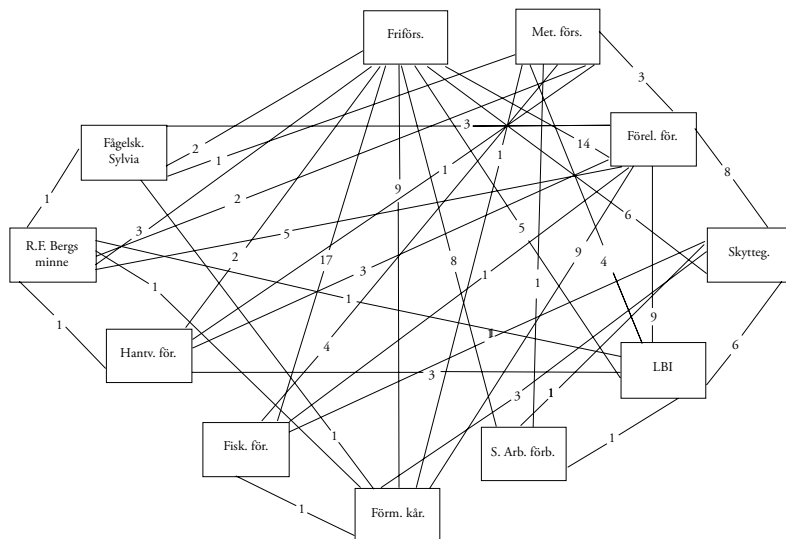 Friförs.
Met. förs.
3
Fågelsk.
Sylvia
2
3
14
Förel. för.
1
1
1
8
1
2
9
R.F. Bergs
minne
3
5
6
Skytteg.
2
17
8
5
9
1
3
1
4
1
1
1
9
Hantv. för.
4
1
6
3
LBI
3
1
Fisk. för.
1
S. Arb. förb.
1
1
Förm. kår.